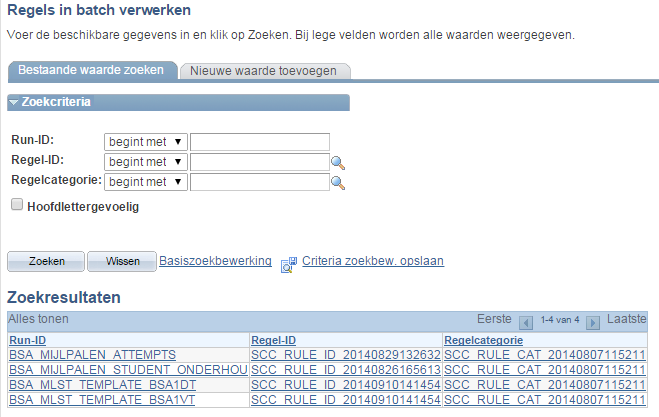 Regels in batch verwerken
Voer de beschikbare gegevens in en klik op Zoeken. Bij lege velden worden alle waarden weergegeven.
Bestaande waarde zoeken Nieuwe waarde toevoegen
Zoekcriteria
Run-ID: begint met
Regel-ID: begint met
Regelcategorie: begint met
Hoofdlettergevoelig
Zoeken Wissen Basiszoekbewerking Criteria zoekbew. opslaan
Zoekresultaten
Alles tonen Eerste 1-4 van 4 Laatste
Run-ID Regel-ID Regelcategorie
BSA_MIJLPALEN_ATTEMPTS SCC_RULE_ID_20140829132632 SCC_RULE_CAT_20140807115211
BSA_MIJLPALEN_STUDENT_ONDERHOU SCC_RULE_ID_20140826165613 SCC_RULE_CAT_20140807115211
BSA_MLST_TEMPLATE_BSA1DT SCC_RULE_ID_20140910141454 SCC_RULE_CAT_20140807115211
BSA_MLST_TEMPLATE_BSA1VT SCC_RULE_ID_20140910141454 SCC_RULE_CAT_20140807115211